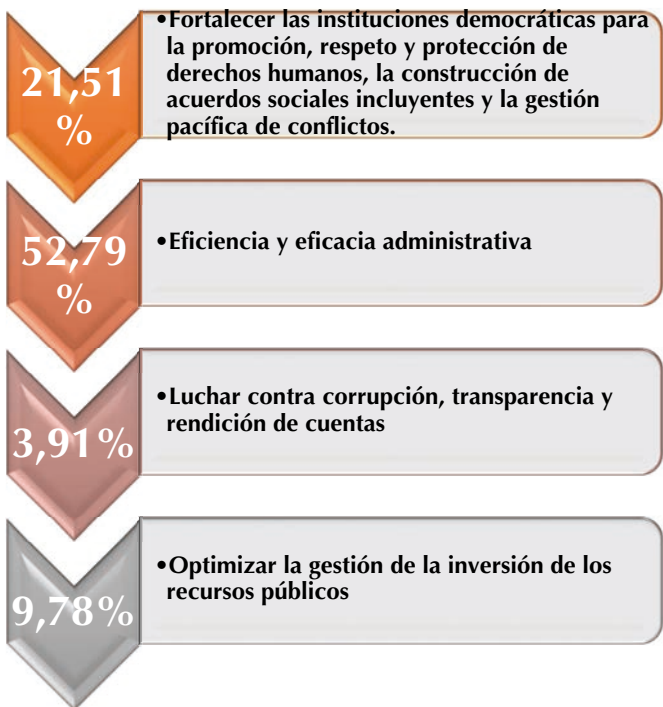 21,51
%
•Fortalecer las instituciones democráticas para
la promoción, respeto y protección de
derechos humanos, la construcción de
acuerdos sociales incluyentes y la gestión
pacífica de conflictos.
52,79
%
•Eficiencia y eficacia administrativa
3,91%
•Luchar contra corrupción, transparencia y
rendición de cuentas
9,78%
•Optimizar la gestión de la inversión de los
recursos públicos